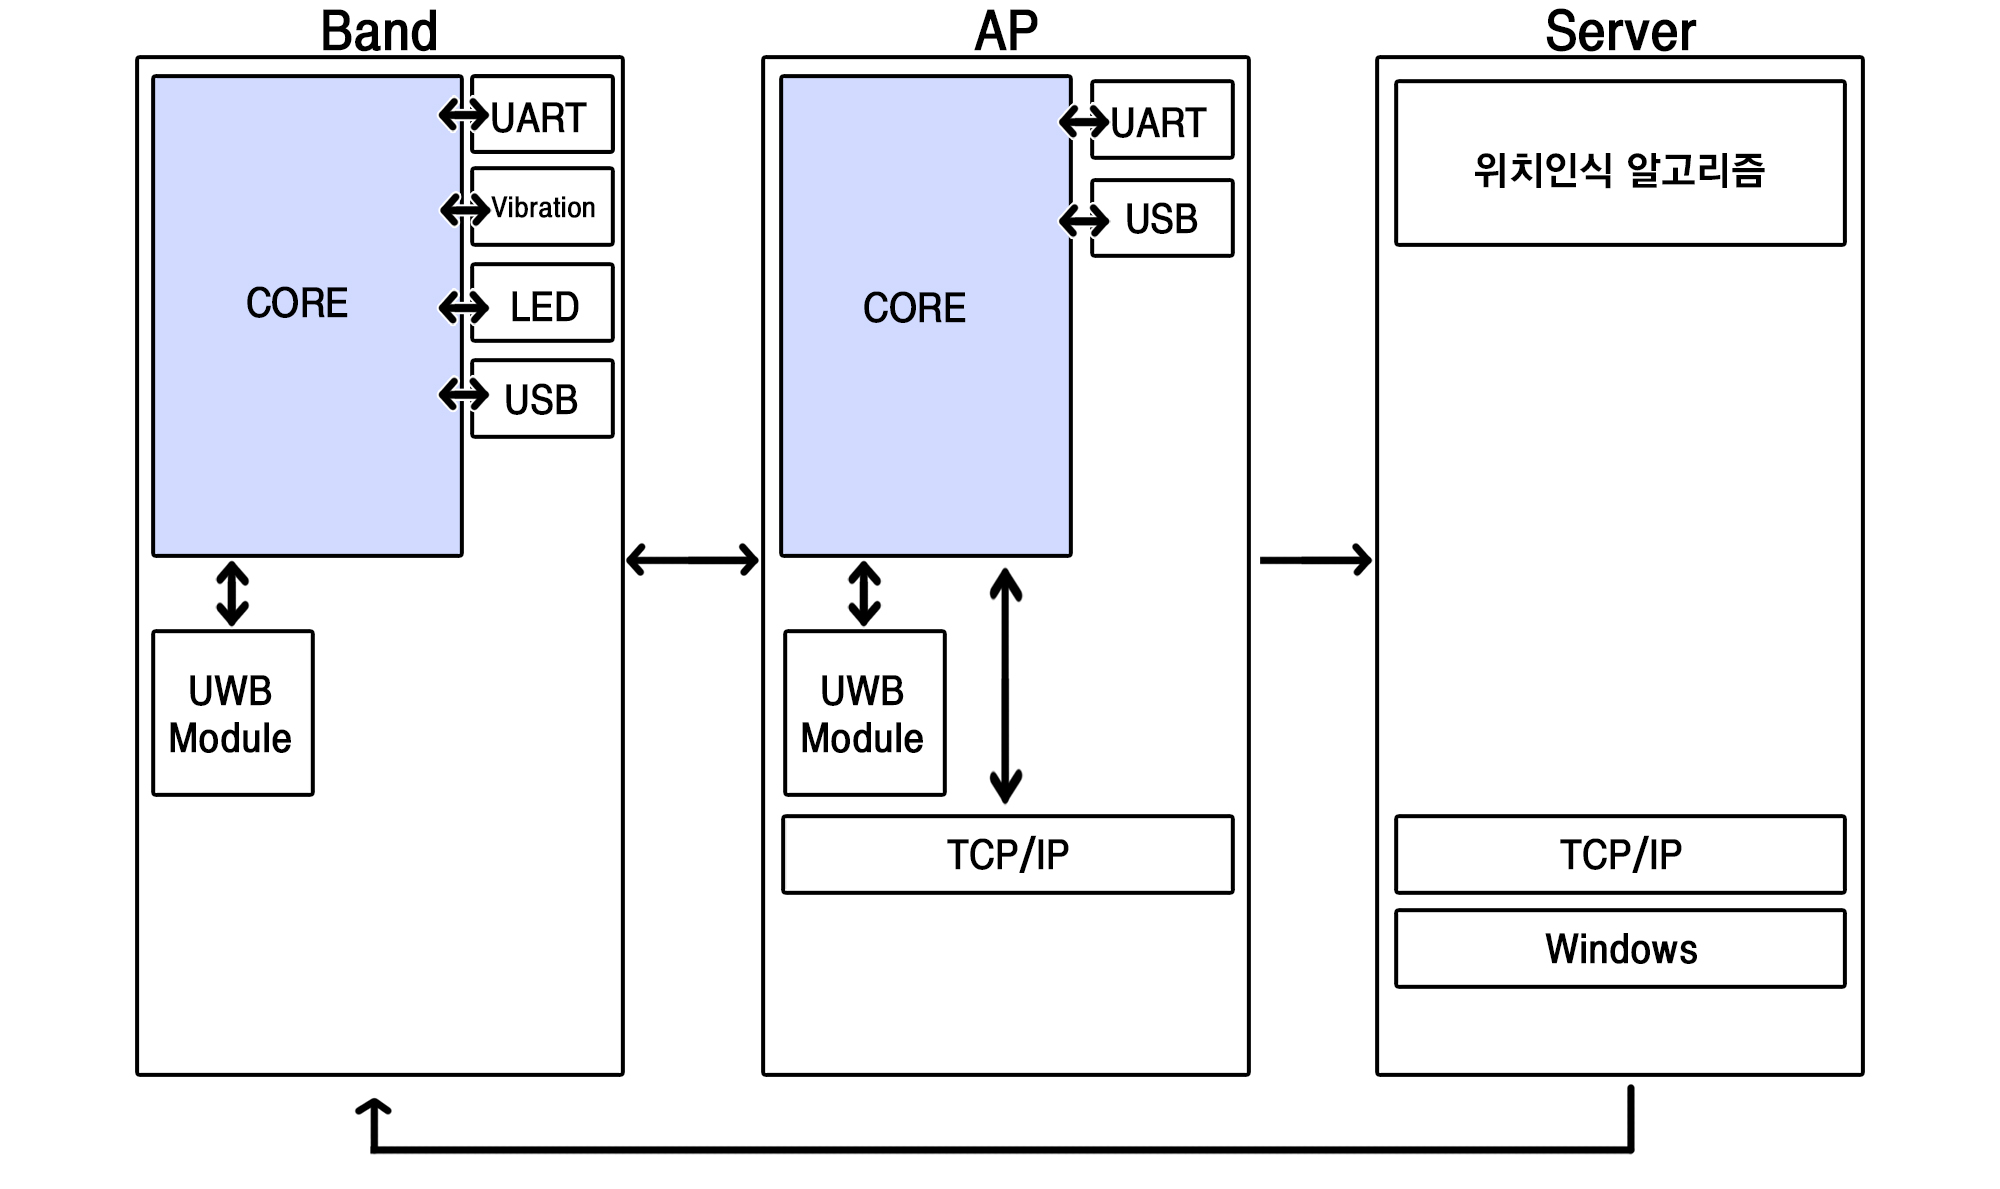 Band
CORE
UART
Vibration
LED
USB
UWB
Module
AP
CORE
UART
USB
UWB
Module
TCP/IP
Server
위치인식 알고리즘
TCP/IP
Windows